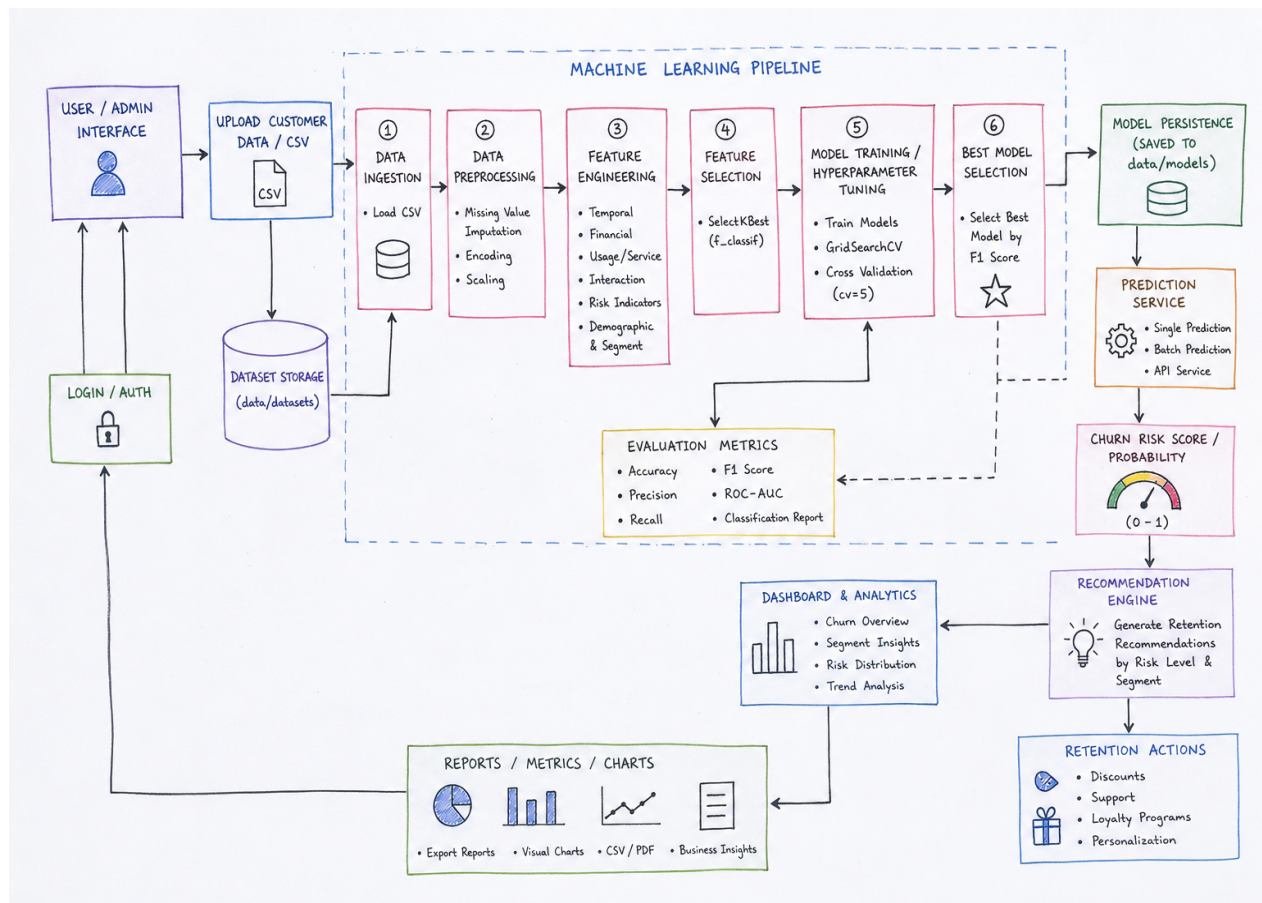 MACHINE LEARNING PIPELINE
USER / ADMIN
INTERFACE
UPLOAD CUSTOMER
DATA / CSV
CSV
1
DATA
INGESTION
• Load CSV
2
DATA
PREPROCESSING
• Missing Value
Imputation
• Encoding
• Scaling
3
FEATURE
ENGINEERING
• Temporal
• Financial
• Usage/Service
• Interaction
• Risk Indicators
• Demographic
& Segment
4
FEATURE
SELECTION
• SelectKBest
(f_classif)
5
MODEL TRAINING /
HYPERPARAMETER
TUNING
• Train Models
• GridSearchCV
• Cross Validation
(cv=5)
6
BEST MODEL
SELECTION
• Select Best
Model by
F1 Score
MODEL PERSISTENCE
(SAVED TO
data/models)
PREDICTION
SERVICE
• Single Prediction
• Batch Prediction
• API Service
DATASET STORAGE
(data/datasets)
LOGIN / AUTH
EVALUATION METRICS
• Accuracy
• Precision
• Recall
• F1 Score
• ROC-AUC
• Classification Report
CHURN RISK SCORE /
PROBABILITY
(0 - 1)
RECOMMENDATION
ENGINE
Generate Retention
Recommendations
by Risk Level &
Segment
DASHBOARD & ANALYTICS
• Churn Overview
• Segment Insights
• Risk Distribution
• Trend Analysis
RETENTION ACTIONS
%
• Discounts
• Support
• Loyalty Programs
• Personalization
REPORTS / METRICS / CHARTS
• Export Reports
• Visual Charts
• CSV / PDF
• Business Insights